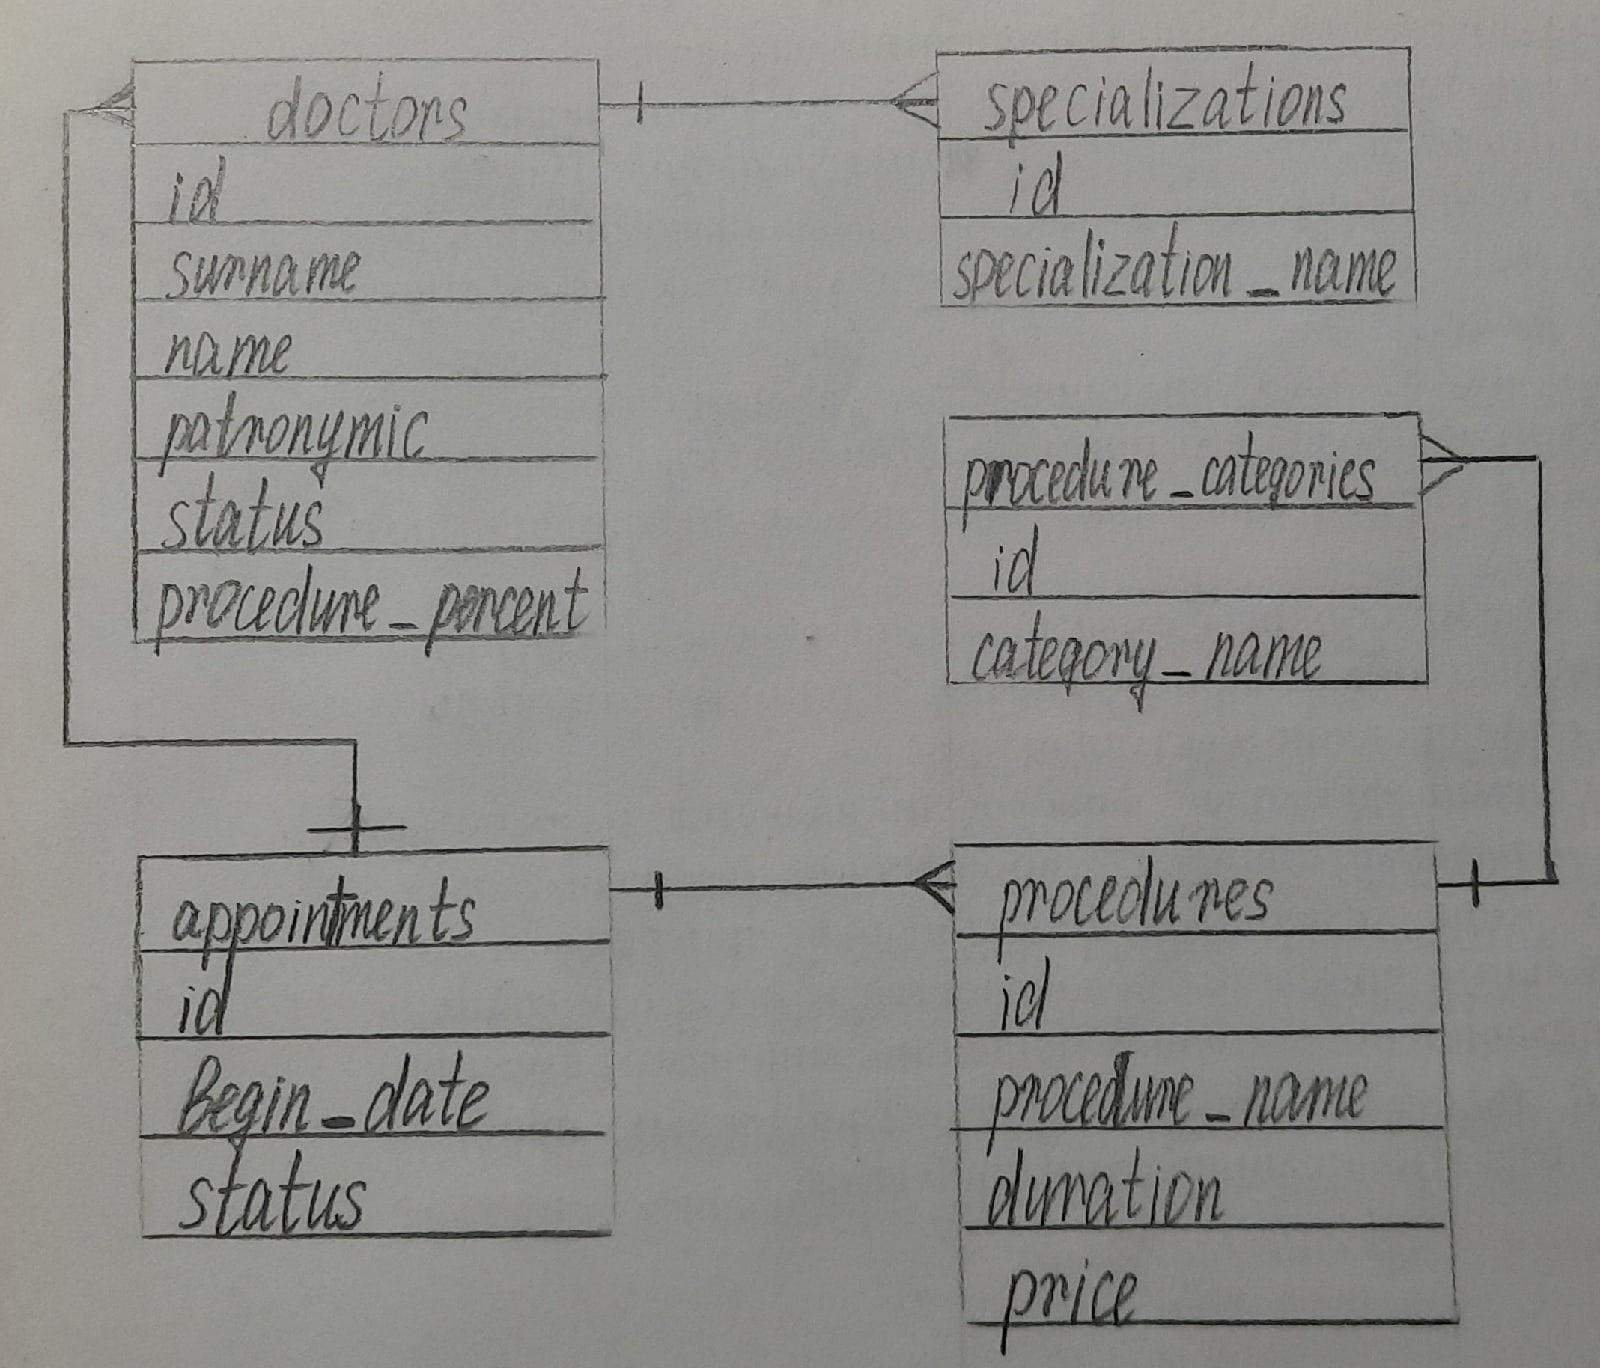 doctors
id
surname
name
patronymic
status
procedure_percent
specializations
id
specialization_name
procedure_categories
id
category_name
appointments
id
Begin_date
status
procedures
id
procedure_name
duration
price